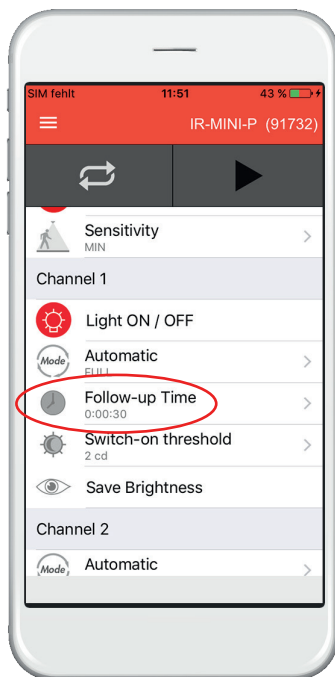 SIM fehlt 11:51 43 %
IR-MINI-P (91732)
Sensitivity
MIN
Channel 1
Light ON / OFF
Mode Automatic
FULL
Follow-up Time
0:00:30
Switch-on threshold
2 cd
Save Brightness
Channel 2
Mode Automatic